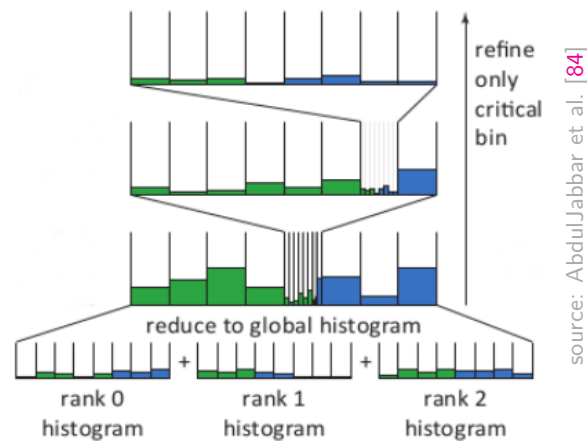 refine
only
critical
bin
source: AbdulJabbar et al. [84]
reduce to global histogram
+
+
rank 0
histogram
rank 1
histogram
rank 2
histogram